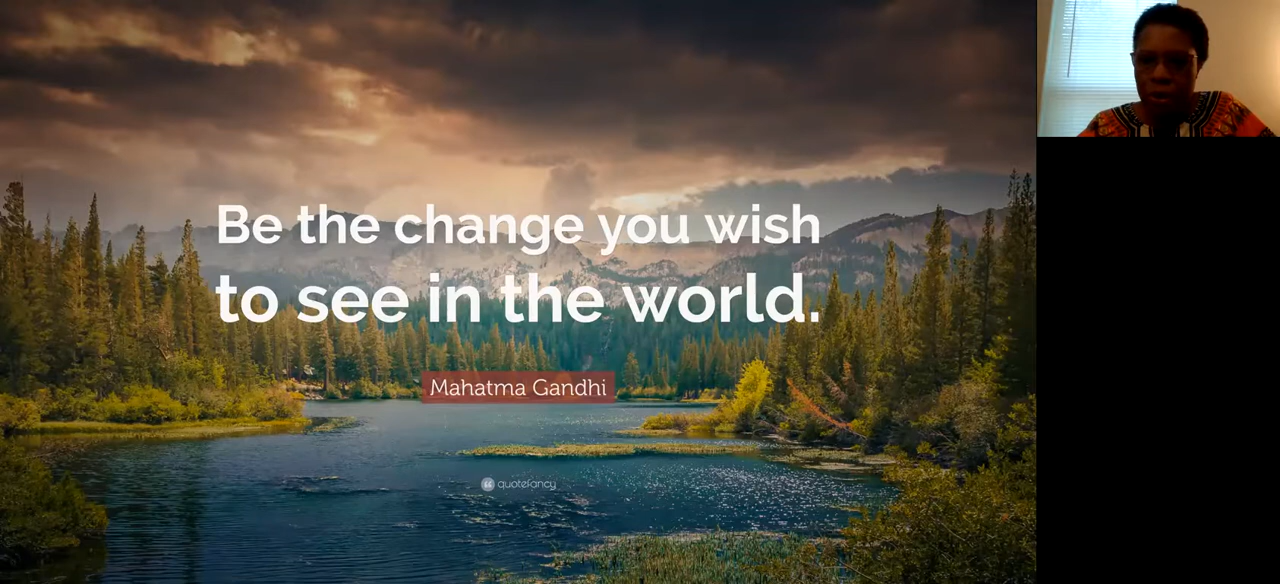 Be the change you wish
to see in the world.
Mahatma Gandhi
quotefancy